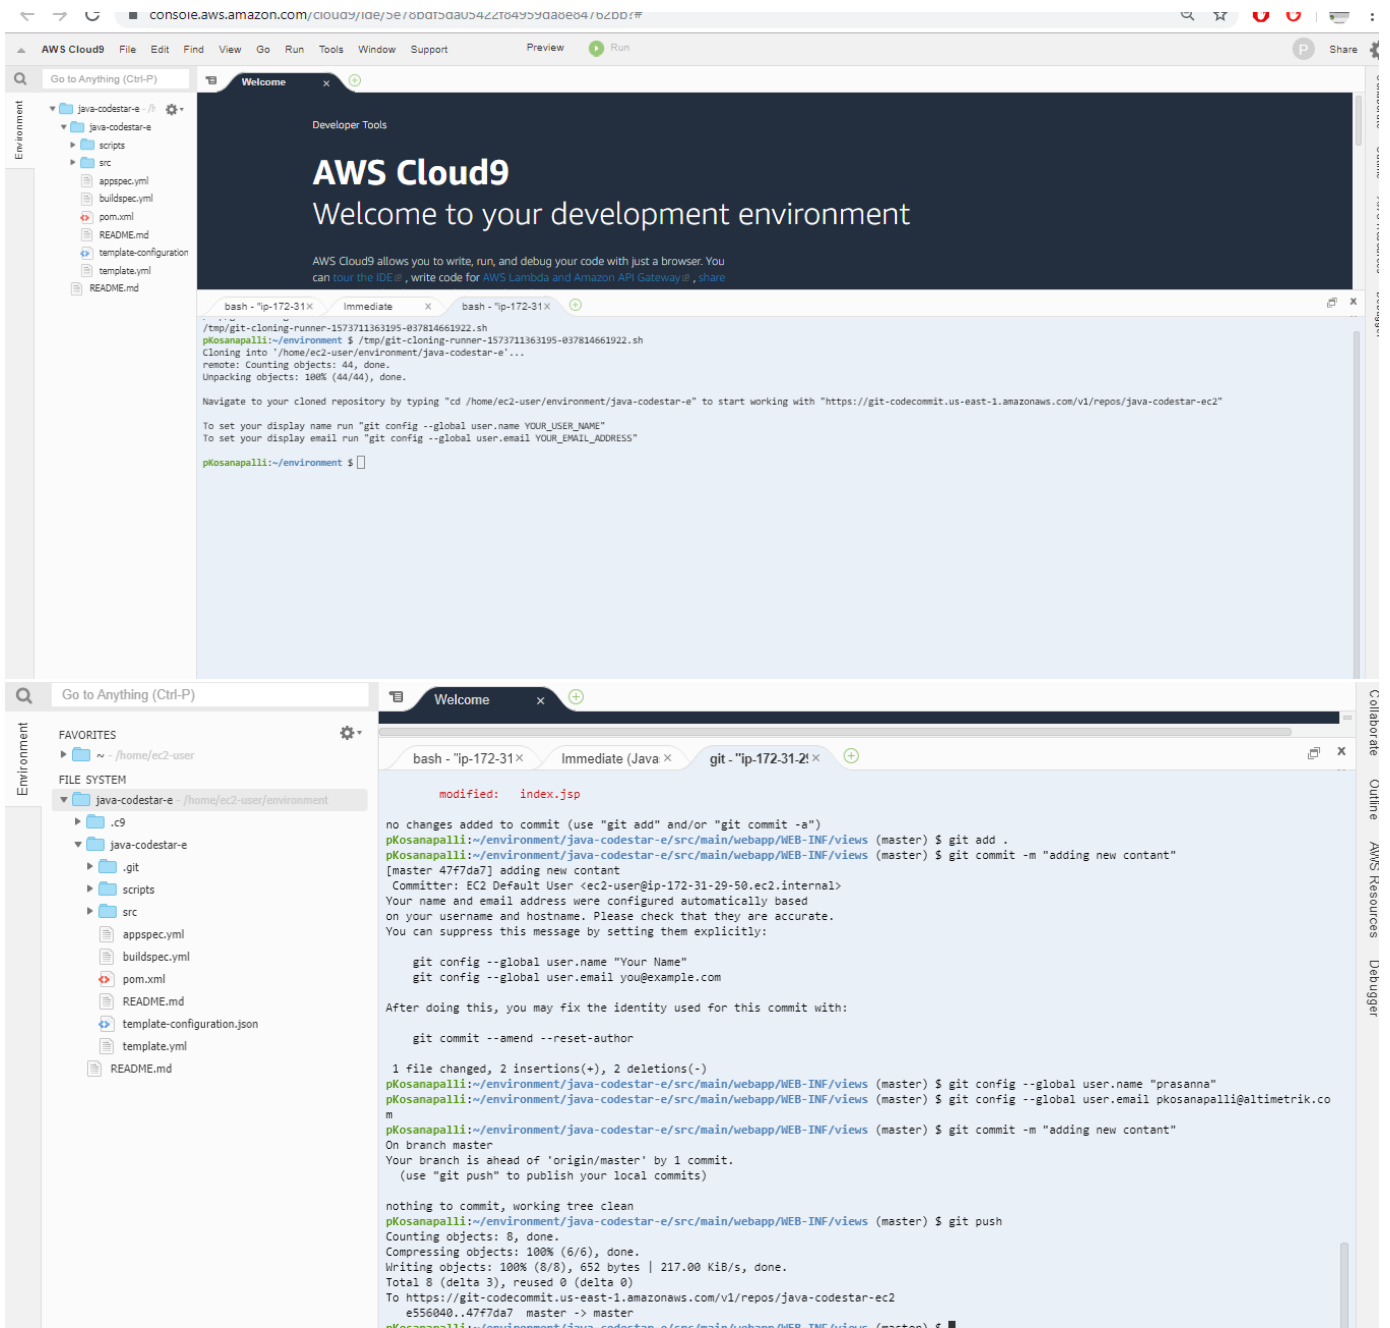 console.aws.amazon.com/cloud9/ide/5e78bdf5da05422f84959da8e84762bb?#
AWS Cloud9 File Edit Find View Go Run Tools Window Support Preview Run P Share
Go to Anything (Ctrl-P)
Welcome
Environment
java-codestar-e
java-codestar-e
scripts
src
appspec.yml
buildspec.yml
pom.xml
README.md
template-configuration
template.yml
README.md
Developer Tools
AWS Cloud9
Welcome to your development environment
AWS Cloud9 allows you to write, run, and debug your code with just a browser. You
can tour the IDE , write code for AWS Lambda and Amazon API Gateway , share
Debugger
bash - "ip-172-31 Immediate bash - "ip-172-31
/tmp/git-cloning-runner-1573711363195-037814661922.sh
pKosanapalli:~/environment $ /tmp/git-cloning-runner-1573711363195-037814661922.sh
Cloning into '/home/ec2-user/environment/java-codestar-e'...
remote: Counting objects: 44, done.
Unpacking objects: 100% (44/44), done.
Navigate to your cloned repository by typing "cd /home/ec2-user/environment/java-codestar-e" to start working with "https://git-codecommit.us-east-1.amazonaws.com/v1/repos/java-codestar-ec2"
To set your display name run "git config --global user.name YOUR_USER_NAME"
To set your display email run "git config --global user.email YOUR_EMAIL_ADDRESS"
pKosanapalli:~/environment $
Go to Anything (Ctrl-P)
Welcome
Environment
FAVORITES
~ - /home/ec2-user
FILE SYSTEM
java-codestar-e - /home/ec2-user/environment
.c9
java-codestar-e
.git
scripts
src
appspec.yml
buildspec.yml
pom.xml
README.md
template-configuration.json
template.yml
README.md
bash - "ip-172-31 Immediate (Java git - "ip-172-31-2
modified: index.jsp
no changes added to commit (use "git add" and/or "git commit -a")
pKosanapalli:~/environment/java-codestar-e/src/main/webapp/WEB-INF/views (master) $ git add .
pKosanapalli:~/environment/java-codestar-e/src/main/webapp/WEB-INF/views (master) $ git commit -m "adding new contant"
[master 47f7da7] adding new contant
Committer: EC2 Default User <ec2-user@ip-172-31-29-50.ec2.internal>
Your name and email address were configured automatically based
on your username and hostname. Please check that they are accurate.
You can suppress this message by setting them explicitly:
git config --global user.name "Your Name"
git config --global user.email you@example.com
After doing this, you may fix the identity used for this commit with:
git commit --amend --reset-author
1 file changed, 2 insertions(+), 2 deletions(-)
pKosanapalli:~/environment/java-codestar-e/src/main/webapp/WEB-INF/views (master) $ git config --global user.name "prasanna"
pKosanapalli:~/environment/java-codestar-e/src/main/webapp/WEB-INF/views (master) $ git config --global user.email pkosanapalli@altimetrik.co
m
pKosanapalli:~/environment/java-codestar-e/src/main/webapp/WEB-INF/views (master) $ git commit -m "adding new contant"
On branch master
Your branch is ahead of 'origin/master' by 1 commit.
(use "git push" to publish your local commits)
nothing to commit, working tree clean
pKosanapalli:~/environment/java-codestar-e/src/main/webapp/WEB-INF/views (master) $ git push
Counting objects: 8, done.
Compressing objects: 100% (6/6), done.
Writing objects: 100% (8/8), 652 bytes | 217.00 KiB/s, done.
Total 8 (delta 3), reused 0 (delta 0)
To https://git-codecommit.us-east-1.amazonaws.com/v1/repos/java-codestar-ec2
e556040..47f7da7 master -> master
pKosanapalli:~/environment/java-codestar-e/src/main/webapp/WEB-INF/views (master) $
Collaborate
Outline
AWS Resources
Debugger